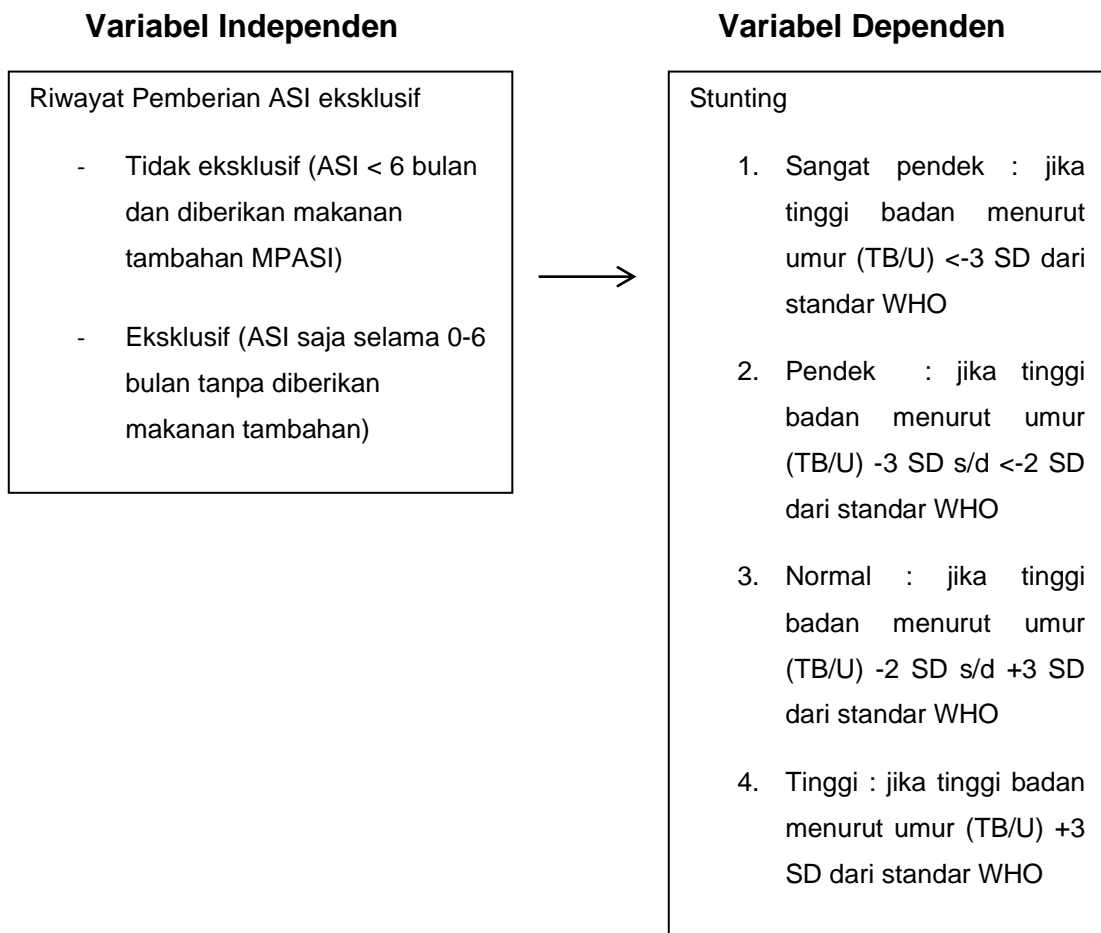 Variabel Independen
Variabel Dependen
Riwayat Pemberian ASI eksklusif
- Tidak eksklusif (ASI < 6 bulan
dan diberikan makanan
tambahan MPASI)
- Eksklusif (ASI saja selama 0-6
bulan tanpa diberikan
makanan tambahan)
Stunting
1. Sangat pendek : jika
tinggi badan menurut
umur (TB/U) <-3 SD dari
standar WHO
2. Pendek : jika tinggi
badan menurut umur
(TB/U) -3 SD s/d <-2 SD
dari standar WHO
3. Normal : jika tinggi
badan menurut umur
(TB/U) -2 SD s/d +3 SD
dari standar WHO
4. Tinggi : jika tinggi badan
menurut umur (TB/U) +3
SD dari standar WHO